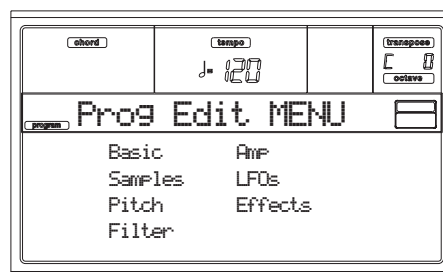 chord tempo transpose
♩= 120 C 0
octave
program Prog Edit MENU
Basic Amp
Samples LFOs
Pitch Effects
Filter